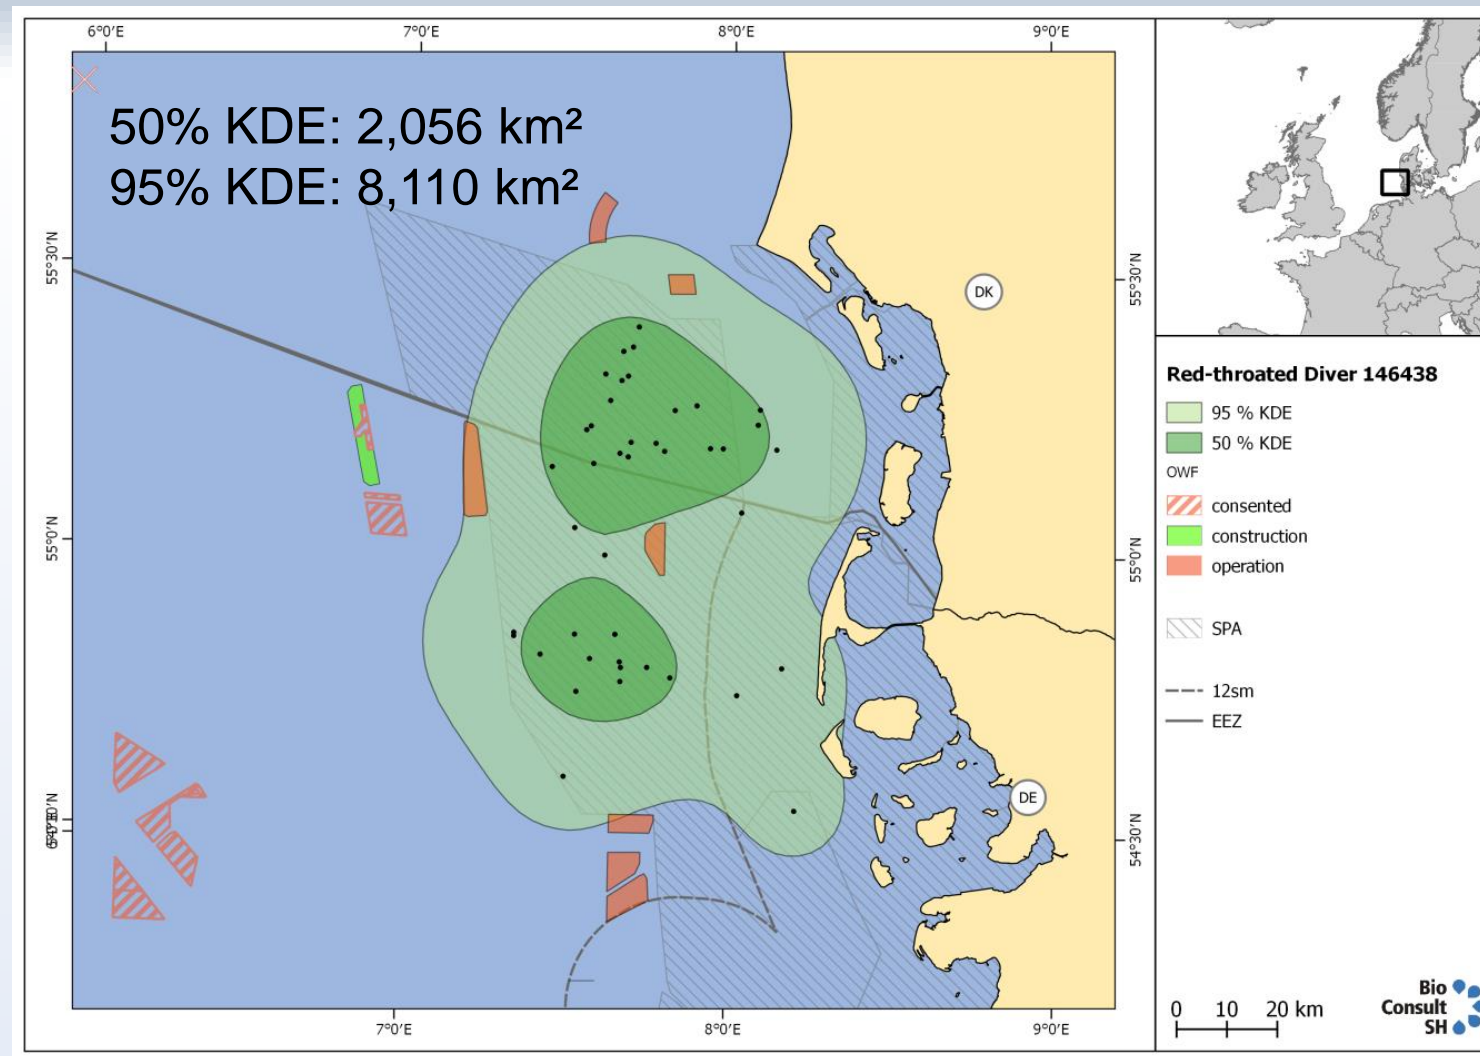 6°0'E 7°0'E 8°0'E 9°0'E
50% KDE: 2,056 km²
95% KDE: 8,110 km²
55°30'N
55°30'N
DK
55°0'N
55°0'N
DE
54°30'N
7°0'E 8°0'E 9°0'E
Red-throated Diver 146438
95 % KDE
50 % KDE
OWF
consented
construction
operation
SPA
12sm
EEZ
0 10 20 km
Bio
Consult
SH